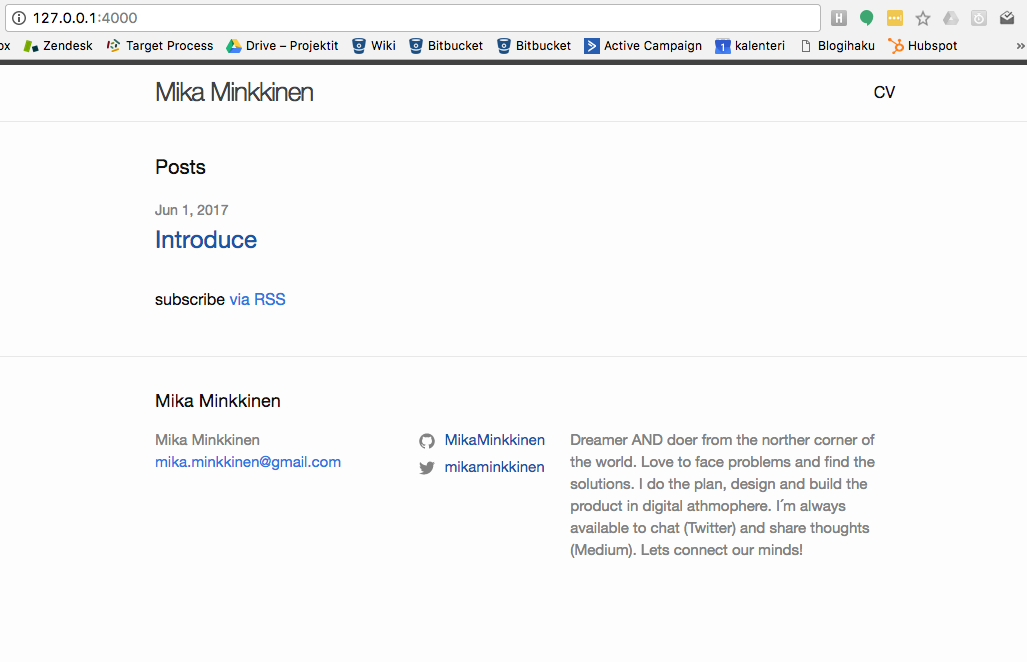 127.0.0.1:4000
ox Zendesk Target Process Drive – Projektit Wiki Bitbucket Bitbucket Active Campaign 1 kalenteri Blogihaku Hubspot »
Mika Minkkinen CV
Posts
Jun 1, 2017
Introduce
subscribe via RSS
Mika Minkkinen
Mika Minkkinen
mika.minkkinen@gmail.com
MikaMinkkinen
mikaminkkinen
Dreamer AND doer from the norther corner of
the world. Love to face problems and find the
solutions. I do the plan, design and build the
product in digital athmophere. I´m always
available to chat (Twitter) and share thoughts
(Medium). Lets connect our minds!